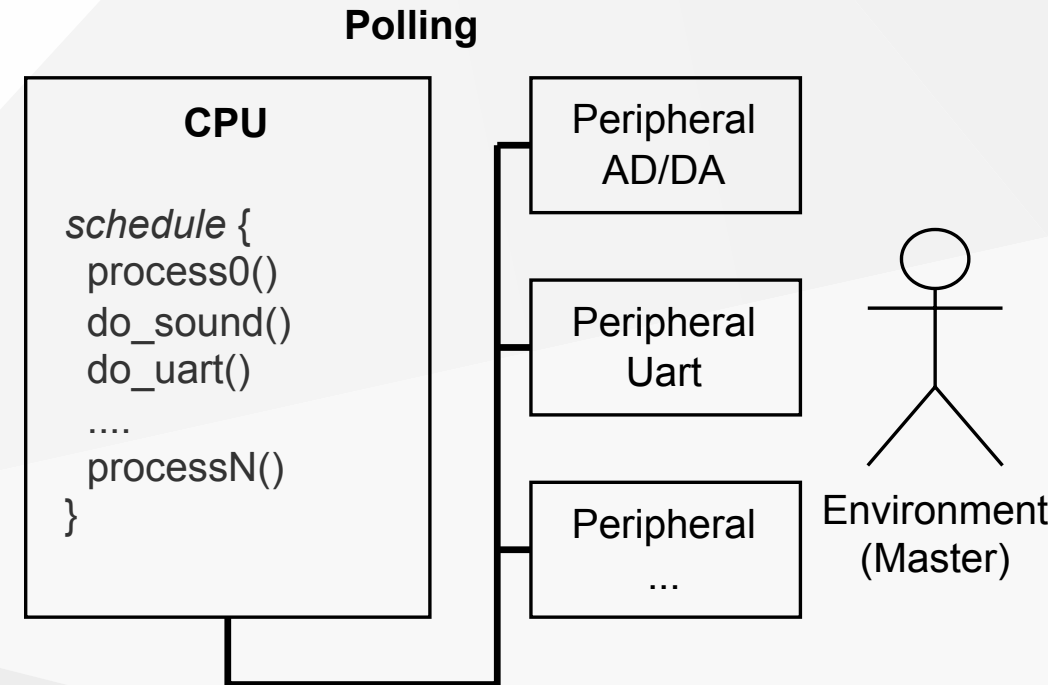 Polling
CPU
schedule {
process0()
do_sound()
do_uart()
....
processN()
}
Peripheral
AD/DA
Peripheral
Uart
Peripheral
...
Environment
(Master)